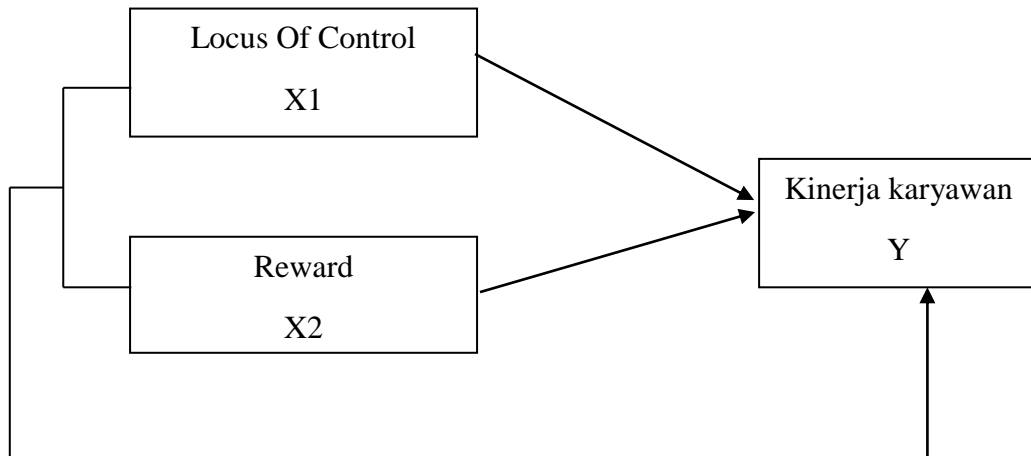 Locus Of Control
X1
Kinerja karyawan
Y
Reward
X2